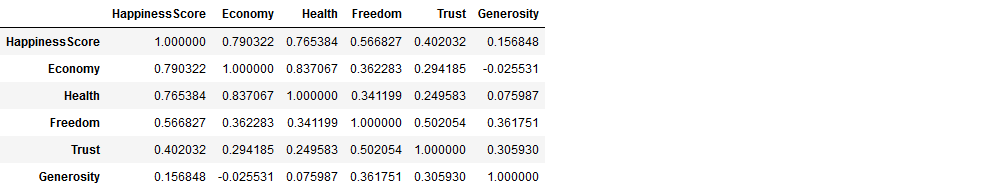 HappinessScore Economy Health Freedom Trust Generosity
HappinessScore 1.000000 0.790322 0.765384 0.566827 0.402032 0.156848
Economy 0.790322 1.000000 0.837067 0.362283 0.294185 -0.025531
Health 0.765384 0.837067 1.000000 0.341199 0.249583 0.075987
Freedom 0.566827 0.362283 0.341199 1.000000 0.502054 0.361751
Trust 0.402032 0.294185 0.249583 0.502054 1.000000 0.305930
Generosity 0.156848 -0.025531 0.075987 0.361751 0.305930 1.000000